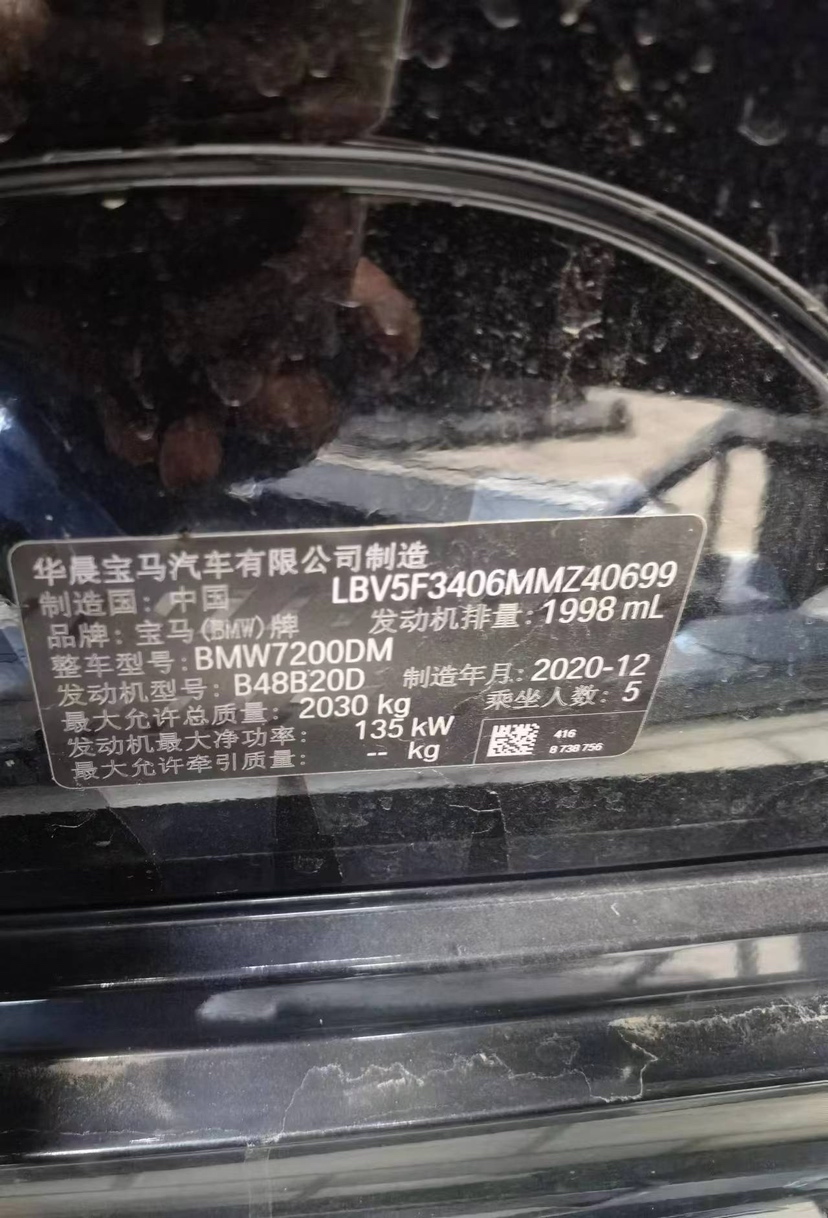 华晨宝马汽车有限公司制造
制造国：中国 LBV5F3406MMZ40699
品牌：宝马(BMW)牌 发动机排量：1998 mL
整车型号：BMW7200DM
发动机型号：B48B20D 制造年月：2020-12
最大允许总质量：2030 kg 乘坐人数：5
发动机最大净功率：135 kW
最大允许牵引质量：-- kg
416
8 738 756